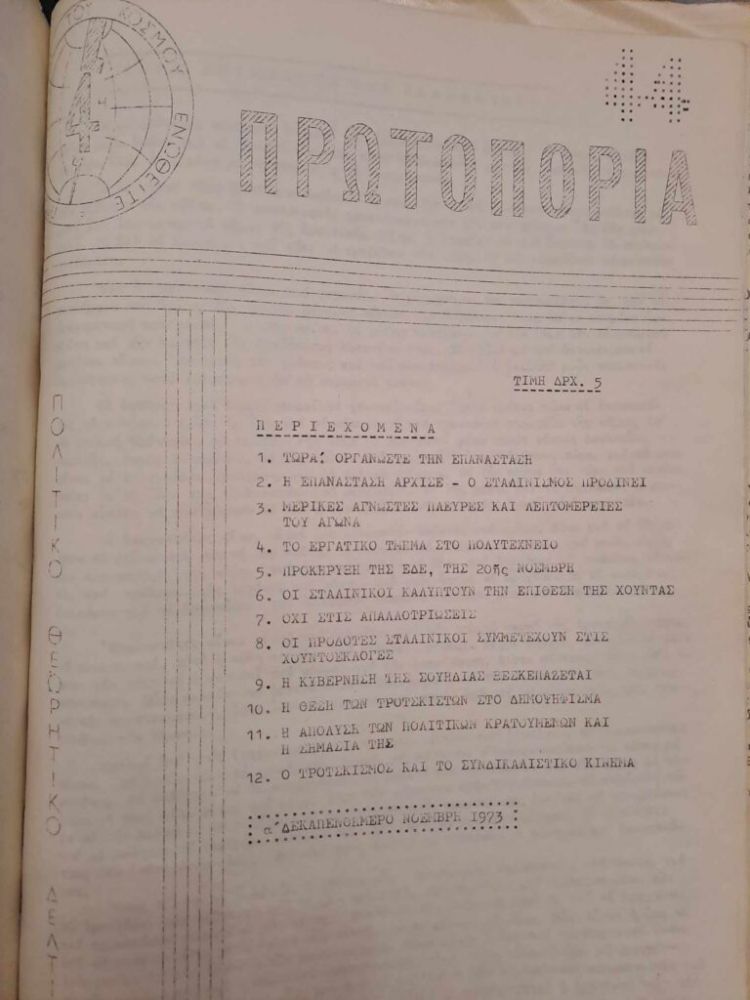 ΤΟΥ ΚΟΣΜΟΥ ΕΝΩΘΕΙΤΕ
44
ΠΡΩΤΟΠΟΡΙΑ
ΤΙΜΗ ΔΡΧ. 5
ΠΕΡΙΕΧΟΜΕΝΑ
1. ΤΩΡΑ: ΟΡΓΑΝΩΣΤΕ ΤΗΝ ΕΠΑΝΑΣΤΑΣΗ
2. Η ΕΠΑΝΑΣΤΑΣΗ ΑΡΧΙΣΕ - Ο ΣΤΑΛΙΝΙΣΜΟΣ ΠΡΟΔΙΝΕΙ
3. ΜΕΡΙΚΕΣ ΑΓΝΩΣΤΕΣ ΠΛΕΥΡΕΣ ΚΑΙ ΛΕΠΤΟΜΕΡΕΙΕΣ
ΤΟΥ ΑΓΩΝΑ
4. ΤΟ ΕΡΓΑΤΙΚΟ ΤΜΗΜΑ ΣΤΟ ΠΟΛΥΤΕΧΝΕΙΟ
5. ΠΡΟΚΗΡΥΞΗ ΤΗΣ ΕΔΕ, ΤΗΣ 20ης ΝΟΕΜΒΡΗ
6. ΟΙ ΣΤΑΛΙΝΙΚΟΙ ΚΑΛΥΠΤΟΥΝ ΤΗΝ ΕΠΙΘΕΣΗ ΤΗΣ ΧΟΥΝΤΑΣ
7. ΟΧΙ ΣΤΙΣ ΑΠΑΛΛΟΤΡΙΩΣΕΙΣ
8. ΟΙ ΠΡΟΔΟΤΕΣ ΣΤΑΛΙΝΙΚΟΙ ΣΥΜΜΕΤΕΧΟΥΝ ΣΤΙΣ
ΧΟΥΝΤΟΕΚΛΟΓΕΣ
9. Η ΚΥΒΕΡΝΗΣΗ ΤΗΣ ΣΟΥΗΔΙΑΣ ΞΕΣΚΕΠΑΖΕΤΑΙ
10. Η ΘΕΣΗ ΤΩΝ ΤΡΟΤΣΚΙΣΤΩΝ ΣΤΟ ΔΗΜΟΨΗΦΙΣΜΑ
11. Η ΑΠΟΛΥΣΗ ΤΩΝ ΠΟΛΙΤΙΚΩΝ ΚΡΑΤΟΥΜΕΝΩΝ ΚΑΙ
Η ΣΗΜΑΣΙΑ ΤΗΣ
12. Ο ΤΡΟΤΣΚΙΣΜΟΣ ΚΑΙ ΤΟ ΣΥΝΔΙΚΑΛΙΣΤΙΚΟ ΚΙΝΗΜΑ
α΄ ΔΕΚΑΠΕΝΘΗΜΕΡΟ ΝΟΕΜΒΡΗ 1973
ΠΟΛΙΤΙΚΟ ΘΕΩΡΗΤΙΚΟ ΔΕΛΤΙ